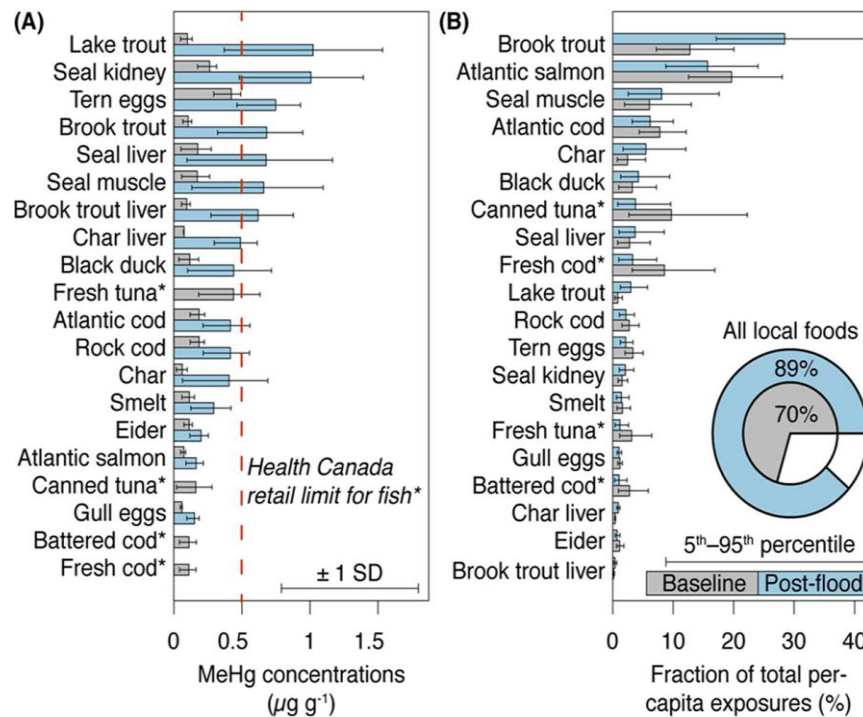 (A)
Lake trout
Seal kidney
Tern eggs
Brook trout
Seal liver
Seal muscle
Brook trout liver
Char liver
Black duck
Fresh tuna*
Atlantic cod
Rock cod
Char
Smelt
Eider
Atlantic salmon
Canned tuna*
Gull eggs
Battered cod*
Fresh cod*
Health Canada
retail limit for fish*
± 1 SD
0 0.5 1 1.5
MeHg concentrations
(µg g⁻¹)
(B)
Brook trout
Atlantic salmon
Seal muscle
Atlantic cod
Char
Black duck
Canned tuna*
Seal liver
Fresh cod*
Lake trout
Rock cod
Tern eggs
Seal kidney
Smelt
Fresh tuna*
Gull eggs
Battered cod*
Char liver
Eider
Brook trout liver
All local foods
89%
70%
5th–95th percentile
Baseline Post-flood
0 10 20 30 40
Fraction of total per-
capita exposures (%)